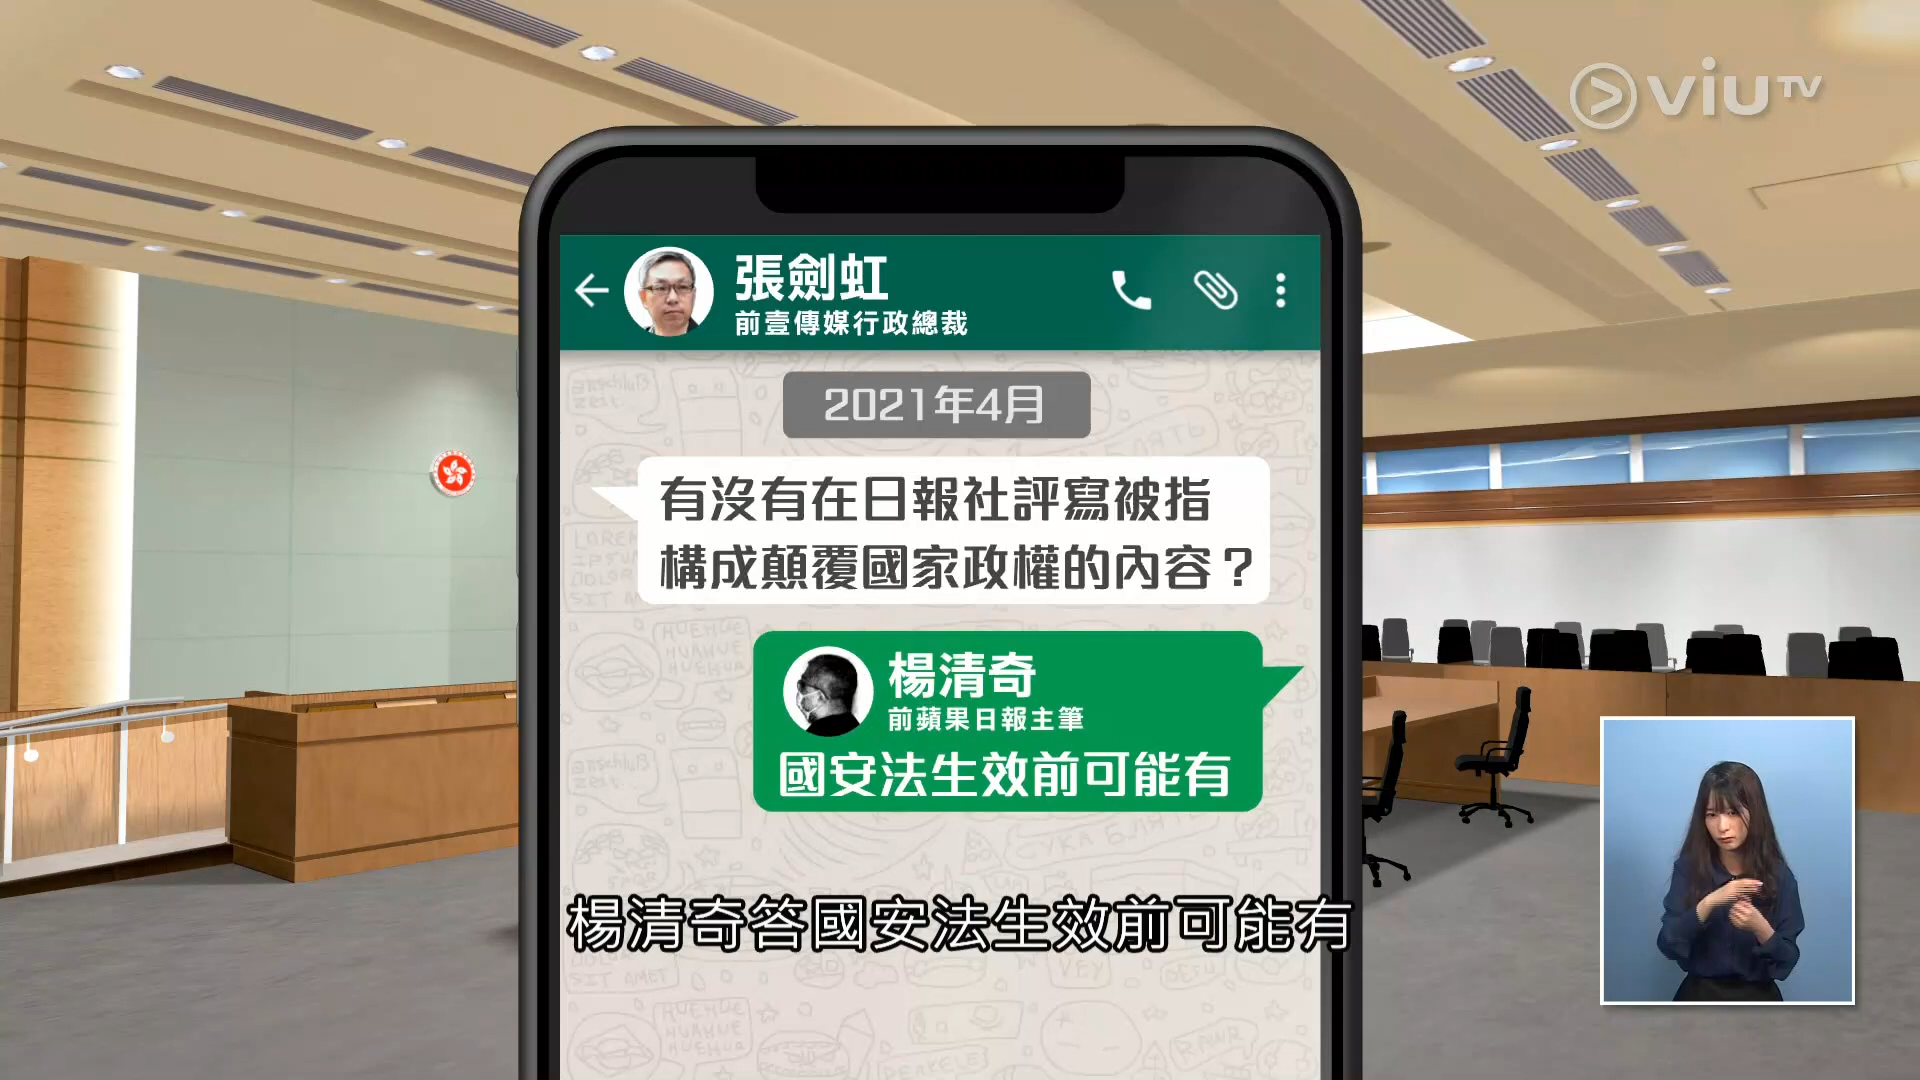 viu TV
張劍虹
前壹傳媒行政總裁
2021年4月
有沒有在日報社評寫被指
構成顛覆國家政權的內容？
楊清奇
前蘋果日報主筆
國安法生效前可能有
楊清奇答國安法生效前可能有